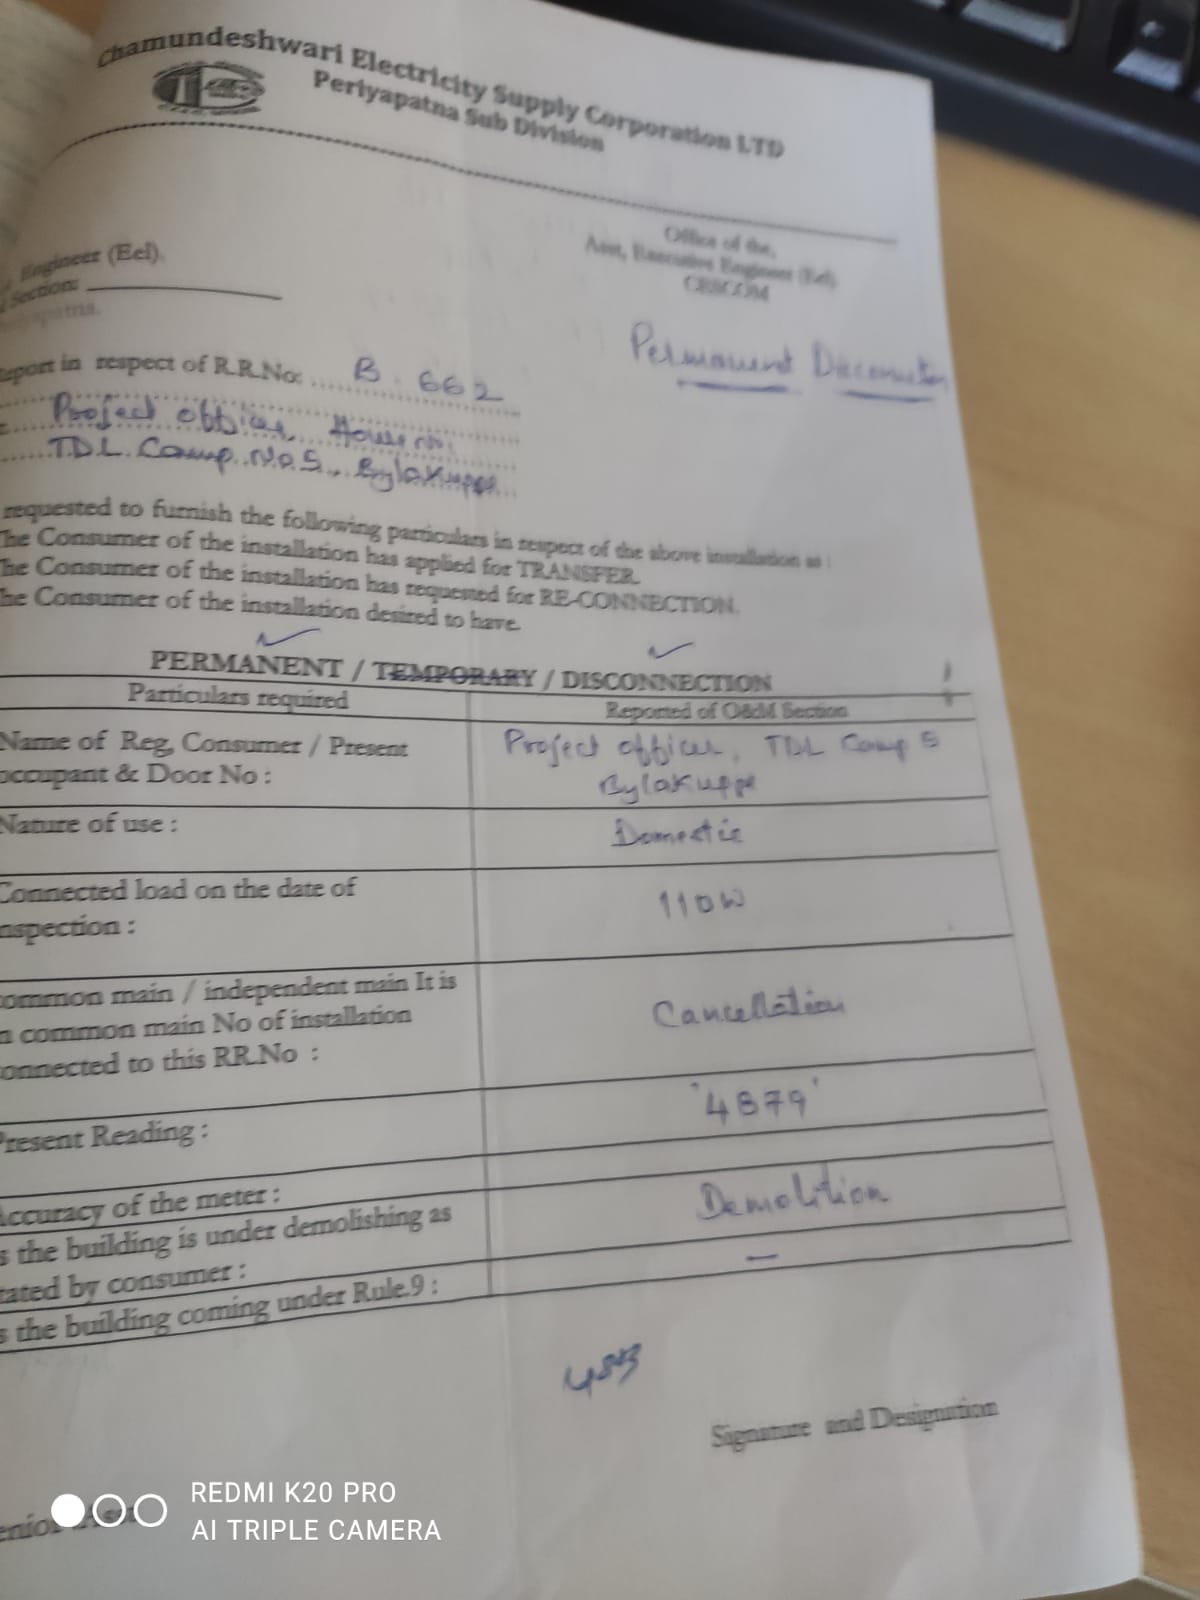 Chamundeshwari Electricity Supply Corporation LTD
Periyapatna Sub Division
Office of the,
Asst, Executive Engineer (Eel)
CESCOM
Engineer (Eel).
Section:
Permanent Disconnection
report in respect of R.R.No: B. 662
Project officer, House no:
T.D.L. Camp. No.5., Bylakuppe
requested to furnish the following particulars in respect of the above installation as :
The Consumer of the installation has applied for TRANSFER.
The Consumer of the installation has requested for RE-CONNECTION.
The Consumer of the installation desired to have.
PERMANENT / TEMPORARY / DISCONNECTION
Particulars required
Reported of O&M Section
Name of Reg, Consumer / Present
occupant & Door No :
Project officer, TDL Camp 5
Bylakuppe
Nature of use :
Domestic
Connected load on the date of
inspection :
110W
common main / independent main It is
n common main No of installation
connected to this RR.No :
Cancellation
Present Reading :
'4879'
Accuracy of the meter :
s the building is under demolishing as
stated by consumer :
Demolition
s the building coming under Rule.9 :
—
Signature and Designation
REDMI K20 PRO
AI TRIPLE CAMERA